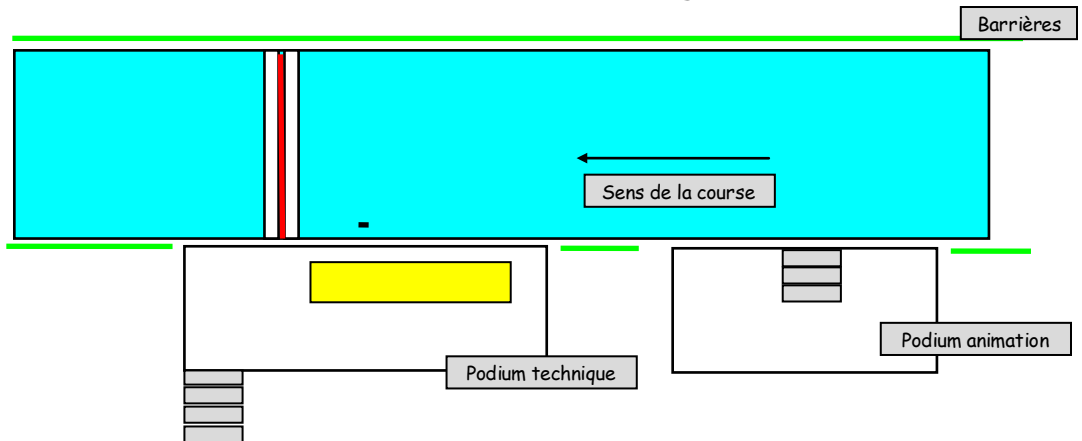 Barrières
Sens de la course
Podium animation
Podium technique